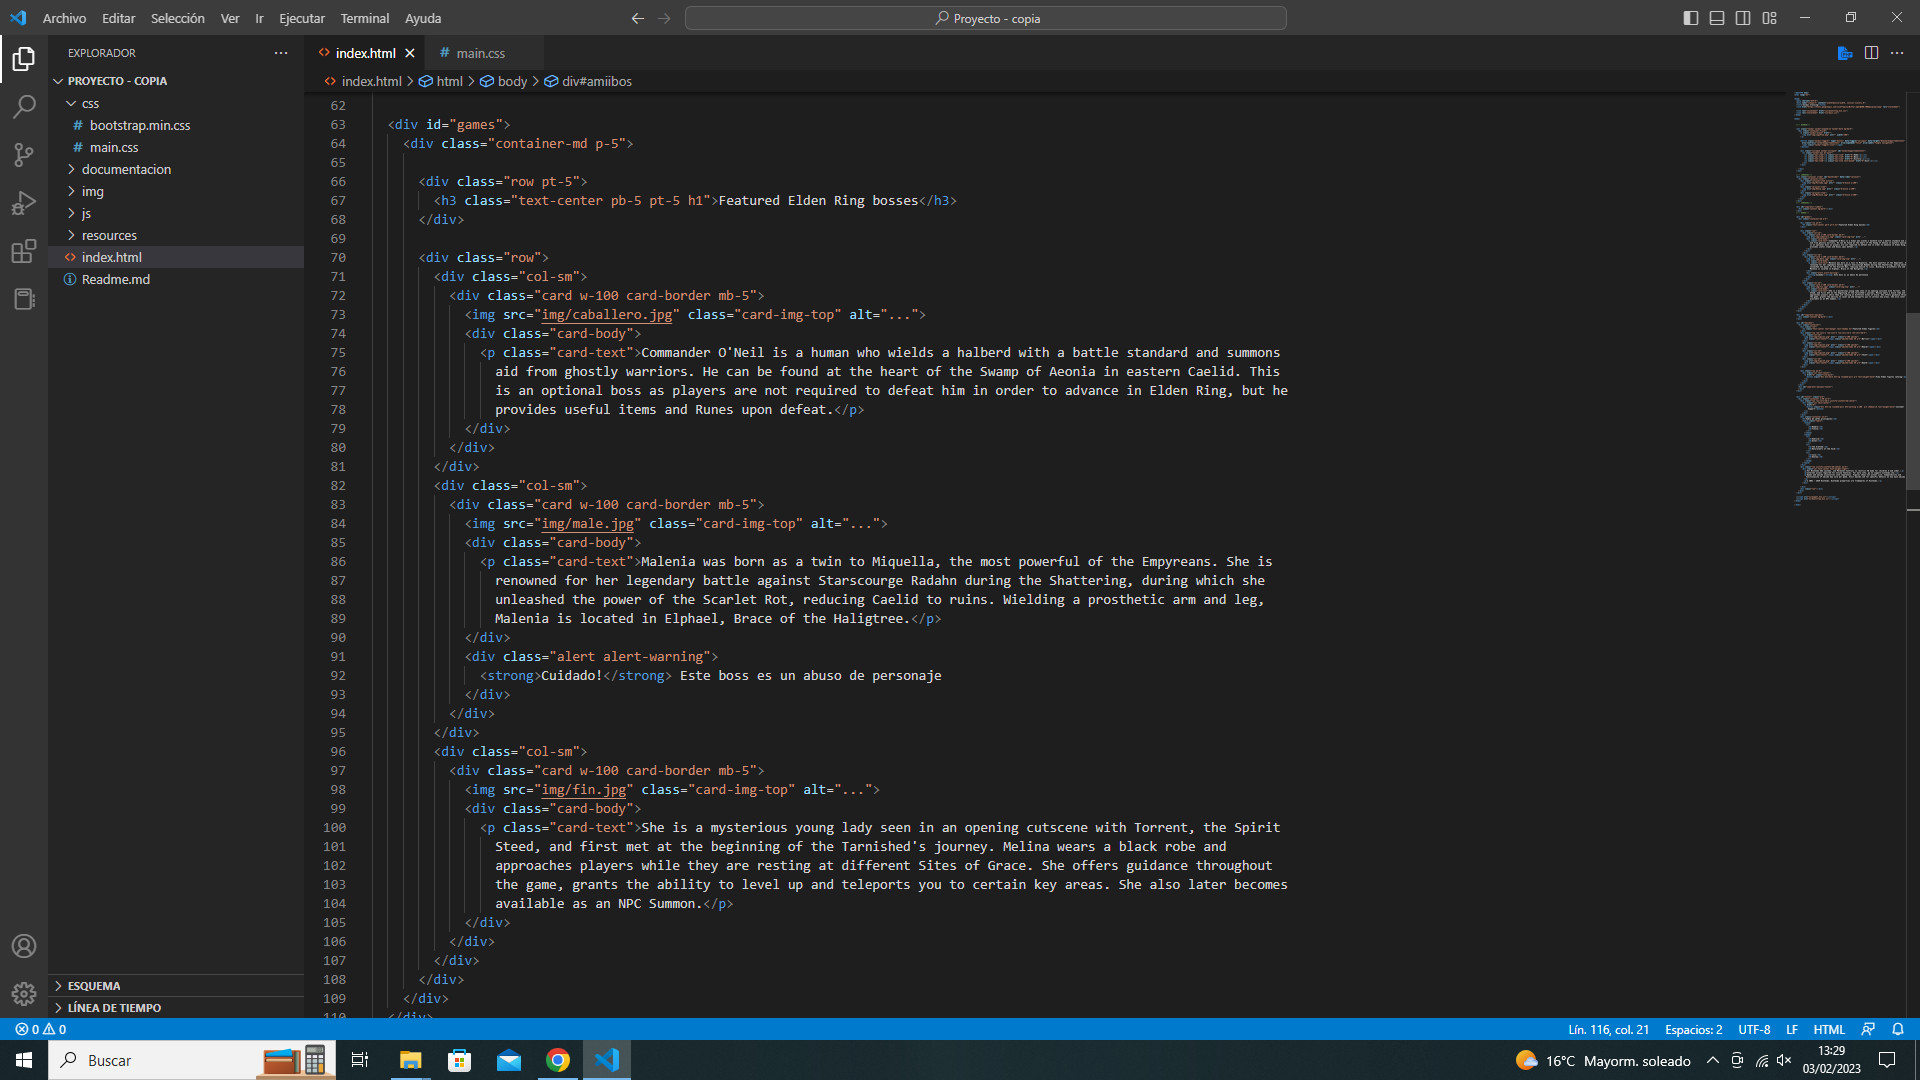 Archivo Editar Selección Ver Ir Ejecutar Terminal Ayuda
Proyecto - copia
EXPLORADOR
index.html
# main.css
PROYECTO - COPIA
index.html > html > body > div#amiibos
css
# bootstrap.min.css
# main.css
documentacion
img
js
resources
index.html
Readme.md
ESQUEMA
LÍNEA DE TIEMPO
62
63 <div id="games">
64 <div class="container-md p-5">
65
66 <div class="row pt-5">
67 <h3 class="text-center pb-5 pt-5 h1">Featured Elden Ring bosses</h3>
68 </div>
69
70 <div class="row">
71 <div class="col-sm">
72 <div class="card w-100 card-border mb-5">
73 <img src="img/caballero.jpg" class="card-img-top" alt="...">
74 <div class="card-body">
75 <p class="card-text">Commander O'Neil is a human who wields a halberd with a battle standard and summons
76 aid from ghostly warriors. He can be found at the heart of the Swamp of Aeonia in eastern Caelid. This
77 is an optional boss as players are not required to defeat him in order to advance in Elden Ring, but he
78 provides useful items and Runes upon defeat.</p>
79 </div>
80 </div>
81 </div>
82 <div class="col-sm">
83 <div class="card w-100 card-border mb-5">
84 <img src="img/male.jpg" class="card-img-top" alt="...">
85 <div class="card-body">
86 <p class="card-text">Malenia was born as a twin to Miquella, the most powerful of the Empyreans. She is
87 renowned for her legendary battle against Starscourge Radahn during the Shattering, during which she
88 unleashed the power of the Scarlet Rot, reducing Caelid to ruins. Wielding a prosthetic arm and leg,
89 Malenia is located in Elphael, Brace of the Haligtree.</p>
90 </div>
91 <div class="alert alert-warning">
92 <strong>Cuidado!</strong> Este boss es un abuso de personaje
93 </div>
94 </div>
95 </div>
96 <div class="col-sm">
97 <div class="card w-100 card-border mb-5">
98 <img src="img/fin.jpg" class="card-img-top" alt="...">
99 <div class="card-body">
100 <p class="card-text">She is a mysterious young lady seen in an opening cutscene with Torrent, the Spirit
101 Steed, and first met at the beginning of the Tarnished's journey. Melina wears a black robe and
102 approaches players while they are resting at different Sites of Grace. She offers guidance throughout
103 the game, grants the ability to level up and teleports you to certain key areas. She also later becomes
104 available as an NPC Summon.</p>
105 </div>
106 </div>
107 </div>
108 </div>
109 </div>
110 </div>
0 0
Lín. 116, col. 21 Espacios: 2 UTF-8 LF HTML
Buscar
16°C Mayorm. soleado
13:29
03/02/2023